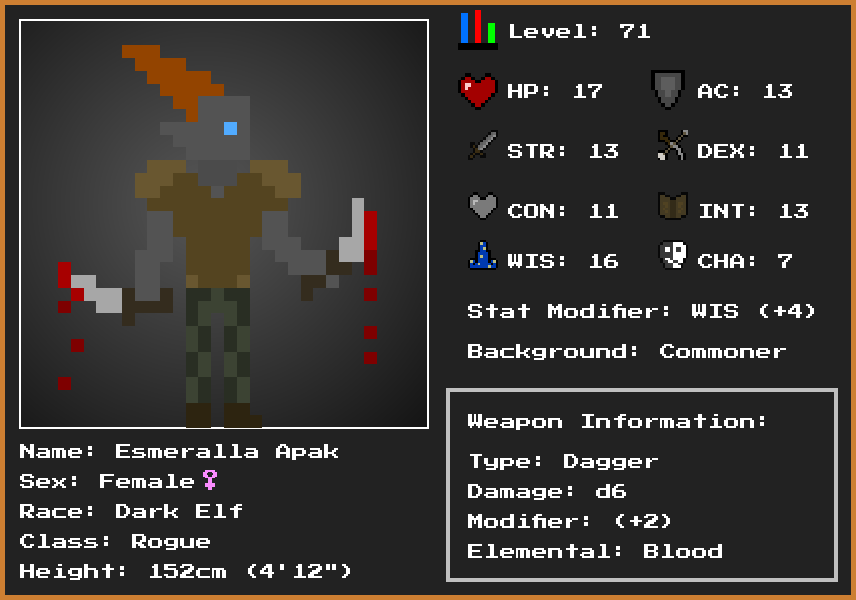 Level: 71
HP: 17 AC: 13
STR: 13 DEX: 11
CON: 11 INT: 13
WIS: 16 CHA: 7
Stat Modifier: WIS (+4)
Background: Commoner
Weapon Information:
Type: Dagger
Damage: d6
Modifier: (+2)
Elemental: Blood
Name: Esmeralla Apak
Sex: Female♀
Race: Dark Elf
Class: Rogue
Height: 152cm (4'12")